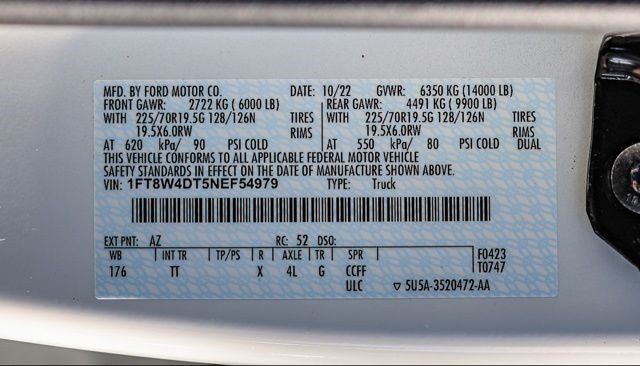 MFD. BY FORD MOTOR CO. DATE: 10/22 GVWR: 6350 KG (14000 LB)
FRONT GAWR: 2722 KG ( 6000 LB) REAR GAWR: 4491 KG ( 9900 LB)
WITH 225/70R19.5G 128/126N TIRES WITH 225/70R19.5G 128/126N TIRES
19.5X6.0RW RIMS 19.5X6.0RW RIMS
AT 620 kPa/ 90 PSI COLD AT 550 kPa/ 80 PSI COLD DUAL
THIS VEHICLE CONFORMS TO ALL APPLICABLE FEDERAL MOTOR VEHICLE
SAFETY STANDARDS IN EFFECT ON THE DATE OF MANUFACTURE SHOWN ABOVE.
VIN: 1FT8W4DT5NEF54979 TYPE: Truck
EXT PNT: AZ RC: 52 DSO:
WB INT TR TP/PS R AXLE TR SPR F0423
176 TT X 4L G CCFF T0747
ULC ▽ 5U5A-3520472-AA